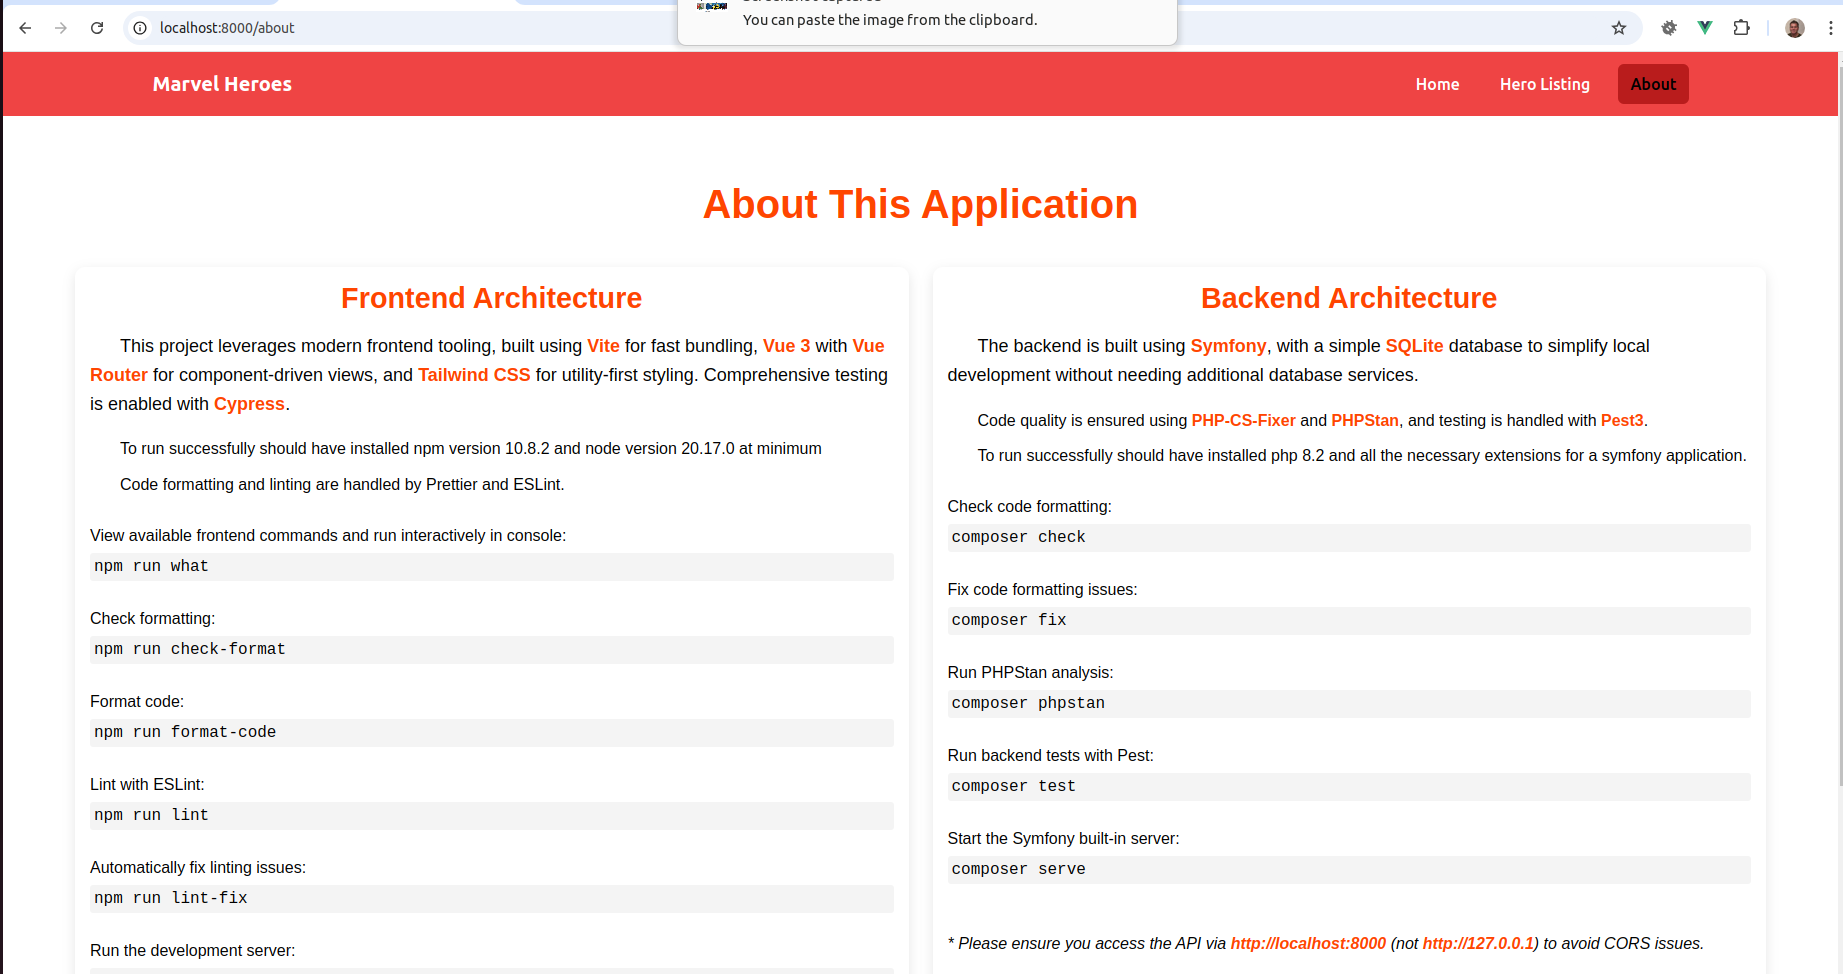 You can paste the image from the clipboard.
localhost:8000/about
Marvel Heroes
Home
Hero Listing
About
About This Application
Frontend Architecture
This project leverages modern frontend tooling, built using Vite for fast bundling, Vue 3 with Vue
Router for component-driven views, and Tailwind CSS for utility-first styling. Comprehensive testing
is enabled with Cypress.
To run successfully should have installed npm version 10.8.2 and node version 20.17.0 at minimum
Code formatting and linting are handled by Prettier and ESLint.
View available frontend commands and run interactively in console:
npm run what
Check formatting:
npm run check-format
Format code:
npm run format-code
Lint with ESLint:
npm run lint
Automatically fix linting issues:
npm run lint-fix
Run the development server:
Backend Architecture
The backend is built using Symfony, with a simple SQLite database to simplify local
development without needing additional database services.
Code quality is ensured using PHP-CS-Fixer and PHPStan, and testing is handled with Pest3.
To run successfully should have installed php 8.2 and all the necessary extensions for a symfony application.
Check code formatting:
composer check
Fix code formatting issues:
composer fix
Run PHPStan analysis:
composer phpstan
Run backend tests with Pest:
composer test
Start the Symfony built-in server:
composer serve
* Please ensure you access the API via http://localhost:8000 (not http://127.0.0.1) to avoid CORS issues.